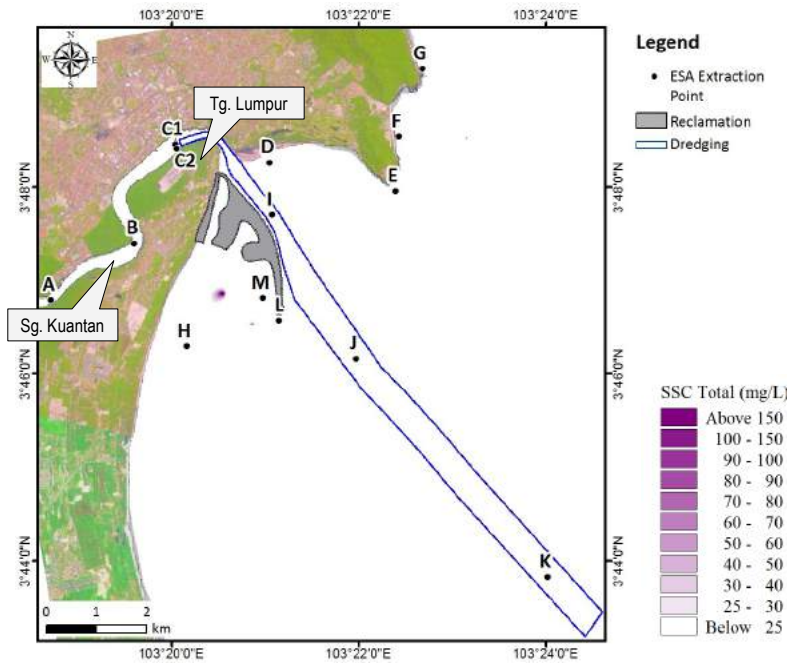 103°20'0"E 103°22'0"E 103°24'0"E
N
W E
S
G
Legend
ESA Extraction
Point
Reclamation
Dredging
Tg. Lumpur
C1
C2
F
D
E
3°48'0"N 3°48'0"N
I
B
A
M
L
Sg. Kuantan
H
J
3°46'0"N 3°46'0"N
SSC Total (mg/L)
Above 150
100 - 150
90 - 100
80 - 90
70 - 80
60 - 70
50 - 60
40 - 50
30 - 40
25 - 30
Below 25
K
3°44'0"N 3°44'0"N
0 1 2
km
103°20'0"E 103°22'0"E 103°24'0"E